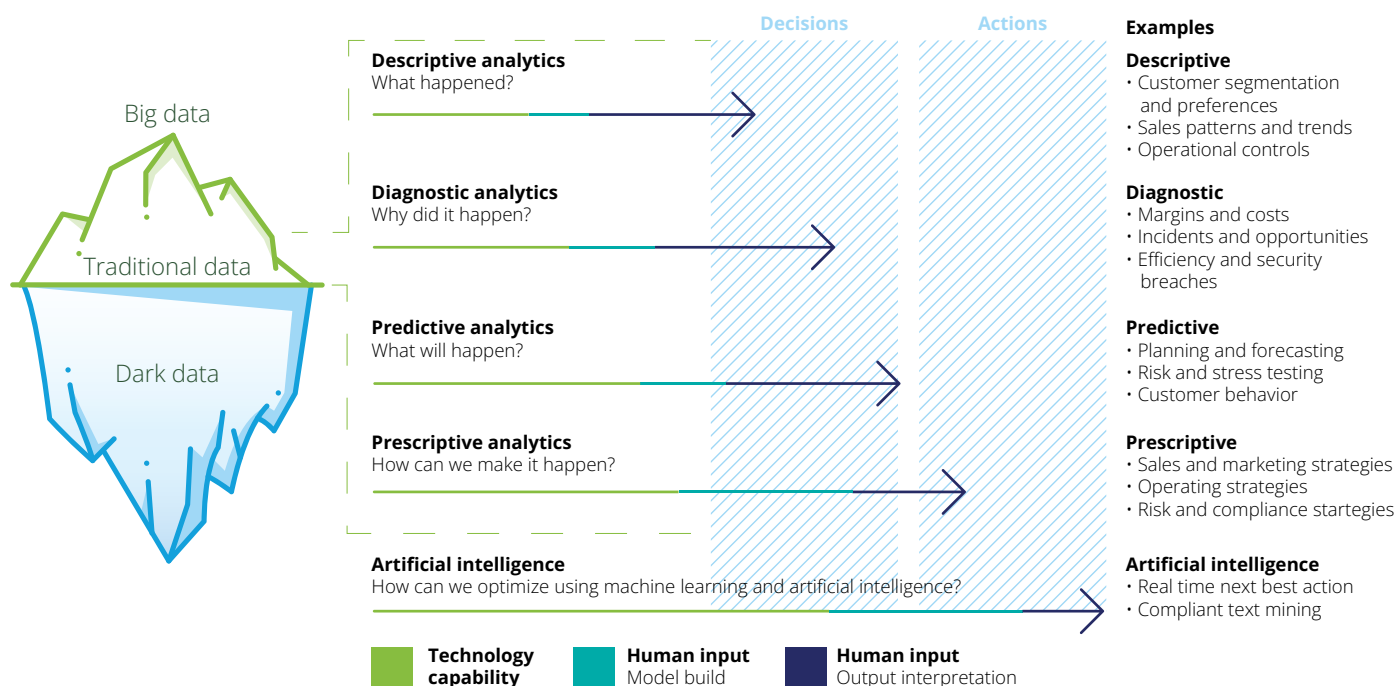 Big data
Traditional data
Dark data
Decisions
Actions
Descriptive analytics
What happened?
Diagnostic analytics
Why did it happen?
Predictive analytics
What will happen?
Prescriptive analytics
How can we make it happen?
Artificial intelligence
How can we optimize using machine learning and artificial intelligence?
Examples
Descriptive
• Customer segmentation
and preferences
• Sales patterns and trends
• Operational controls
Diagnostic
• Margins and costs
• Incidents and opportunities
• Efficiency and security
breaches
Predictive
• Planning and forecasting
• Risk and stress testing
• Customer behavior
Prescriptive
• Sales and marketing strategies
• Operating strategies
• Risk and compliance startegies
Artificial intelligence
• Real time next best action
• Compliant text mining
Technology
capability
Human input
Model build
Human input
Output interpretation